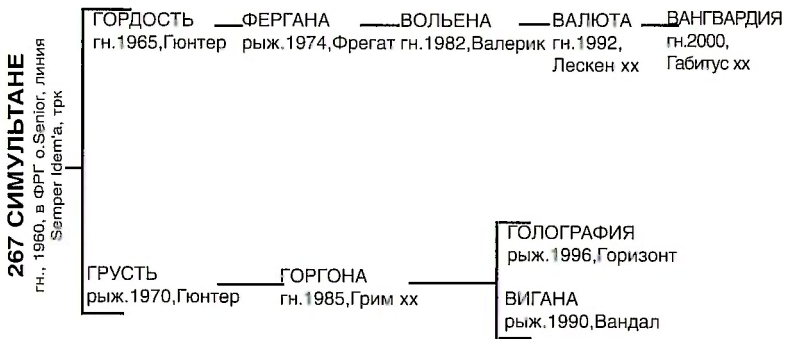 267 СИМУЛЬТАНЕ
гн., 1960, в ФРГ о.Senior, линия
Semper Idem'a, трк
ГОРДОСТЬ
гн.1965,Гюнтер
ФЕРГАНА
рыж.1974,Фрегат
ВОЛЬЕНА
гн.1982,Валерик
ВАЛЮТА
гн.1992,
Лескен хх
ВАНГВАРДИЯ
гн.2000,
Габитус хх
ГРУСТЬ
рыж.1970,Гюнтер
ГОРГОНА
гн.1985,Грим хх
ГОЛОГРАФИЯ
рыж.1996,Горизонт
ВИГАНА
рыж.1990,Вандал